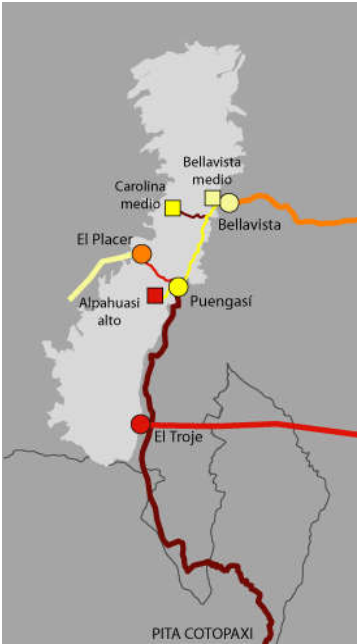 Bellavista
medio
Carolina
medio
Bellavista
El Placer
Alpahuasi
alto
Puengasí
El Troje
PITA COTOPAXI